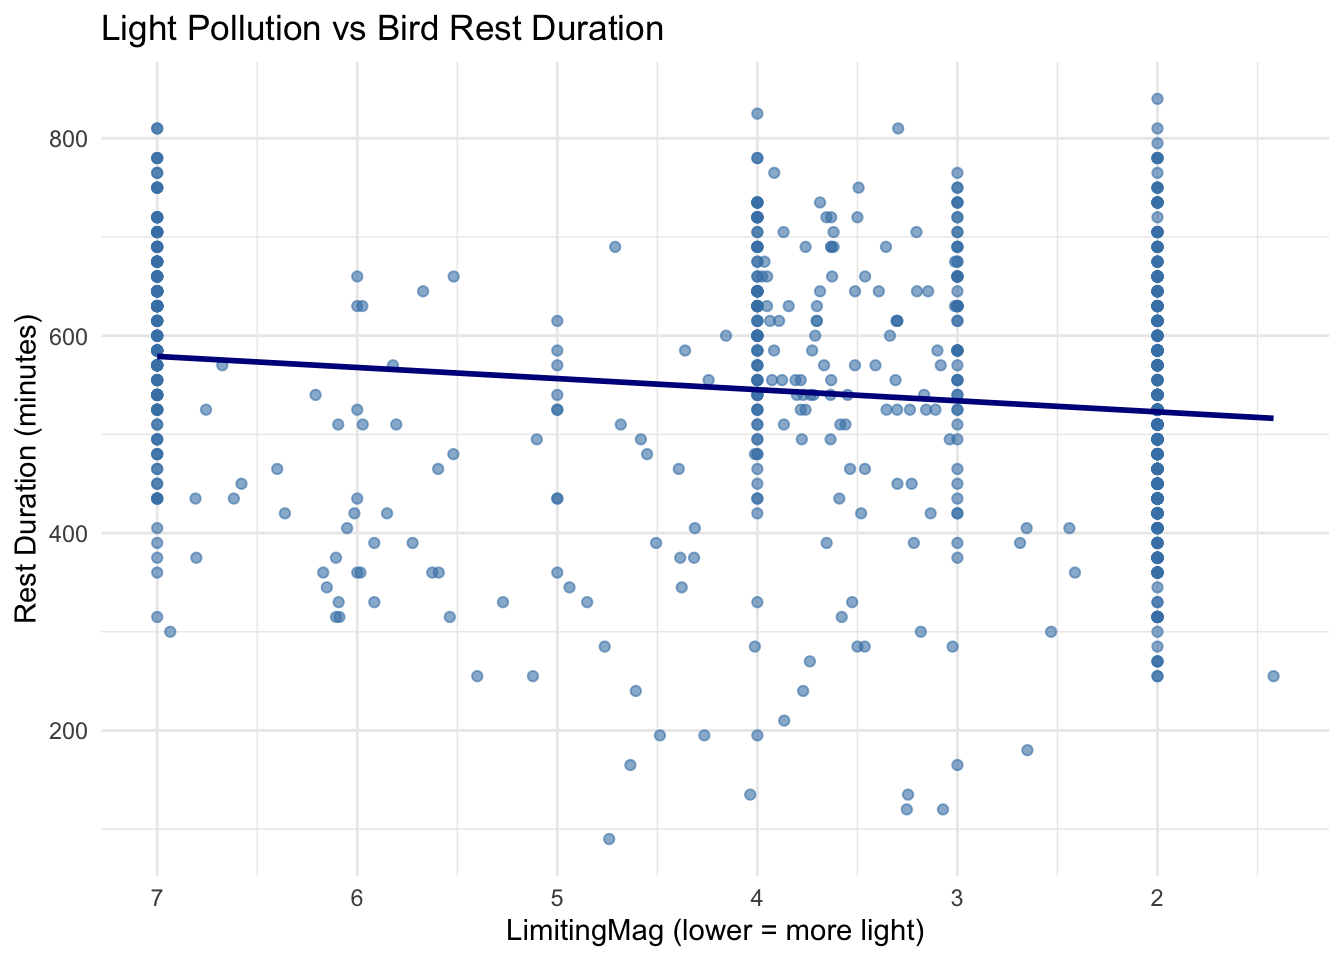 Light Pollution vs Bird Rest Duration
Rest Duration (minutes)
800
600
400
200
7 6 5 4 3 2
LimitingMag (lower = more light)